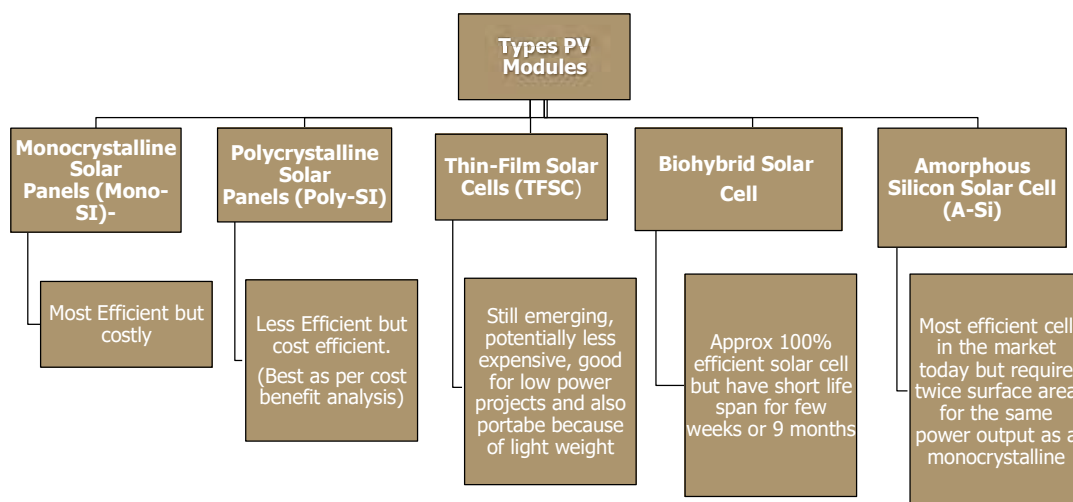 Types PV
Modules
Monocrystalline
Solar
Panels (Mono-
SI)-
Polycrystalline
Solar
Panels (Poly-SI)
Thin-Film Solar
Cells (TFSC)
Biohybrid Solar
Cell
Amorphous
Silicon Solar Cell
(A-Si)
Most Efficient but
costly
Less Efficient but
cost efficient.
(Best as per cost
benefit analysis)
Still emerging,
potentially less
expensive, good
for low power
projects and also
portabe because
of light weight
Approx 100%
efficient solar cell
but have short life
span for few
weeks or 9 months
Most efficient cell
in the market
today but require
twice surface area
for the same
power output as a
monocrystalline